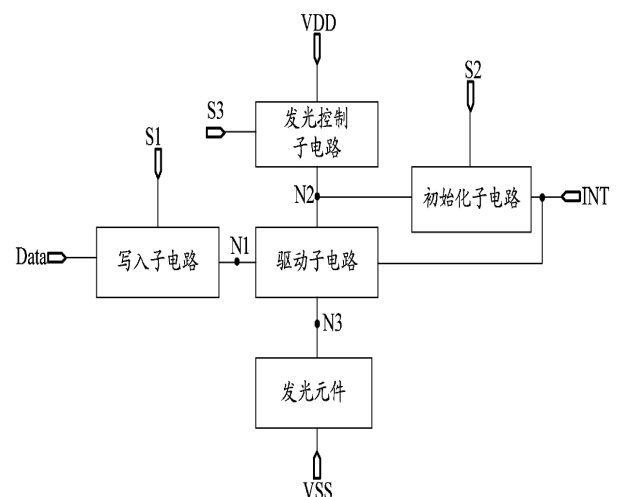 VDD
S2
S3
发光控制
子电路
S1
N2
初始化子电路
INT
Data
写入子电路
N1
驱动子电路
N3
发光元件
VSS